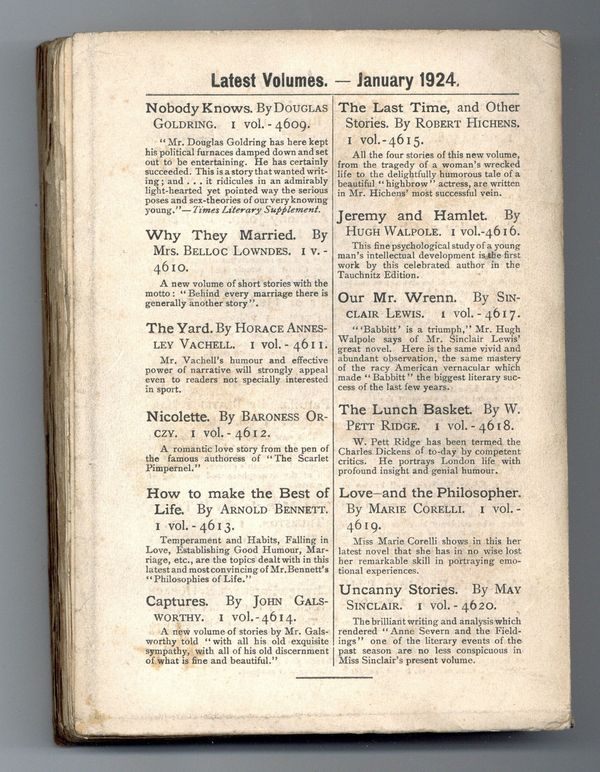 Latest Volumes. — January 1924.
Nobody Knows. By DOUGLAS
GOLDRING. 1 vol. - 4609.
"Mr. Douglas Goldring has here kept
his political furnaces damped down and set
out to be entertaining. He has certainly
succeeded. This is a story that wanted writ-
ing; and . . . it ridicules in an admirably
light-hearted yet pointed way the serious
poses and sex-theories of our very knowing
young."—Times Literary Supplement.
Why They Married. By
MRS. BELLOC LOWNDES. 1 v. -
4610.
A new volume of short stories with the
motto: "Behind every marriage there is
generally another story".
The Yard. By HORACE ANNES-
LEY VACHELL. 1 vol. - 4611.
Mr. Vachell's humour and effective
power of narrative will strongly appeal
even to readers not specially interested
in sport.
Nicolette. By BARONESS OR-
CZY. 1 vol. - 4612.
A romantic love story from the pen of
the famous authoress of "The Scarlet
Pimpernel."
How to make the Best of
Life. By ARNOLD BENNETT.
1 vol. - 4613.
Temperament and Habits, Falling in
Love, Establishing Good Humour, Mar-
riage, etc., are the topics dealt with in this
latest and most convincing of Mr. Bennett's
"Philosophies of Life."
Captures. By JOHN GALS-
WORTHY. 1 vol. - 4614.
A new volume of stories by Mr. Gals-
worthy told "with all his old exquisite
sympathy, with all of his old discernment
of what is fine and beautiful."
The Last Time, and Other
Stories. By ROBERT HICHENS.
1 vol. - 4615.
All the four stories of this new volume,
from the tragedy of a woman's wrecked
life to the delightfully humorous tale of a
beautiful "highbrow" actress, are written
in Mr. Hichens' most successful vein.
Jeremy and Hamlet. By
HUGH WALPOLE. 1 vol. - 4616.
This fine psychological study of a young
man's intellectual development is the first
work by this celebrated author in the
Tauchnitz Edition.
Our Mr. Wrenn. By SIN-
CLAIR LEWIS. 1 vol. - 4617.
"'Babbitt' is a triumph," Mr. Hugh
Walpole says of Mr. Sinclair Lewis'
great novel. Here is the same vivid and
abundant observation, the same mastery
of the racy American vernacular which
made "Babbitt" the biggest literary suc-
cess of the last few years.
The Lunch Basket. By W.
PETT RIDGE. 1 vol. - 4618.
W. Pett Ridge has been termed the
Charles Dickens of to-day by competent
critics. He portrays London life with
profound insight and genial humour.
Love—and the Philosopher.
By MARIE CORELLI. 1 vol. -
4619.
Miss Marie Corelli shows in this her
latest novel that she has in no wise lost
her remarkable skill in portraying emo-
tional experiences.
Uncanny Stories. By MAY
SINCLAIR. 1 vol. - 4620.
The brilliant writing and analysis which
rendered "Anne Severn and the Field-
ings" one of the literary events of the
past season are no less conspicuous in
Miss Sinclair's present volume.